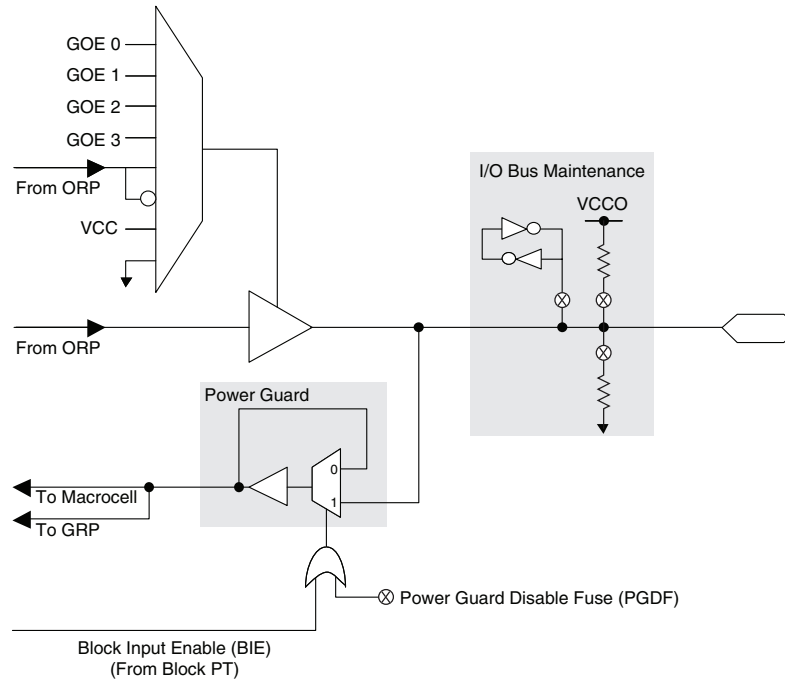 GOE 0
GOE 1
GOE 2
GOE 3
From ORP
VCC
From ORP
I/O Bus Maintenance
VCCO
Power Guard
0
1
To Macrocell
To GRP
Power Guard Disable Fuse (PGDF)
Block Input Enable (BIE)
(From Block PT)